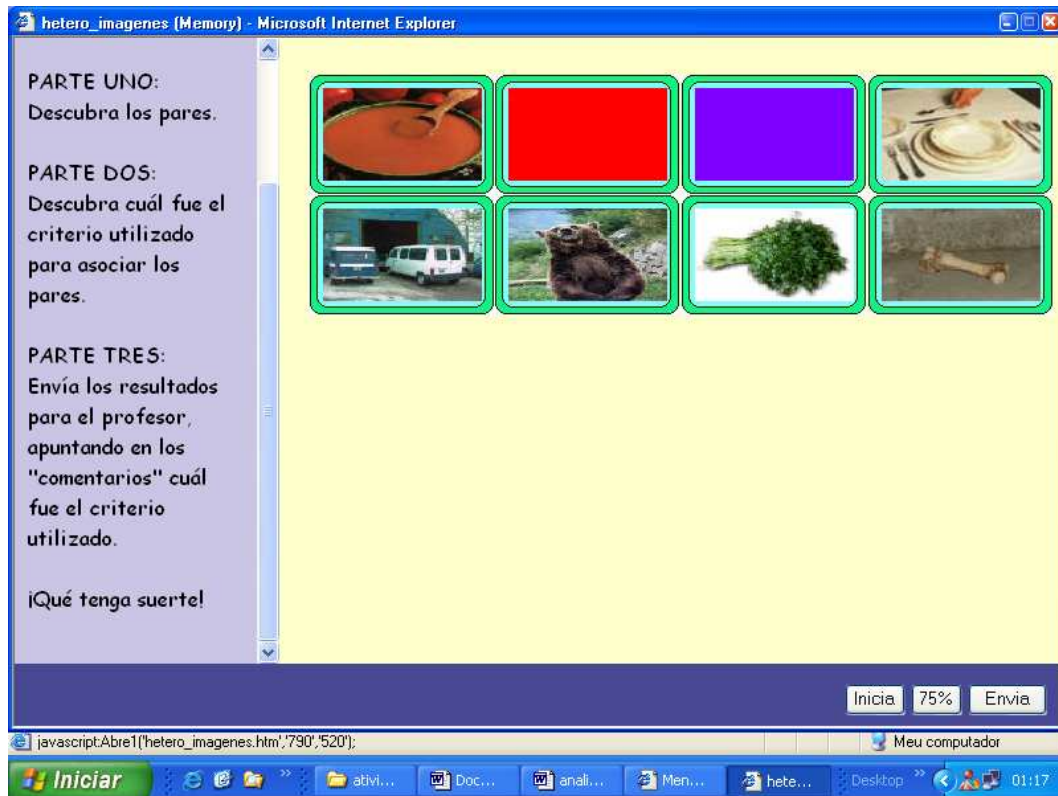 hetero_imagenes (Memory) - Microsoft Internet Explorer
PARTE UNO:
Descubra los pares.
PARTE DOS:
Descubra cuál fue el
criterio utilizado
para asociar los
pares.
PARTE TRES:
Envía los resultados
para el profesor,
apuntando en los
"comentarios" cuál
fue el criterio
utilizado.
¡Qué tenga suerte!
Inicia 75% Envia
javascript:Abre1('hetero_imagenes.htm','790','520');
Meu computador
Iniciar
ativi...
Doc...
anali...
Men...
hete...
Desktop
01:17